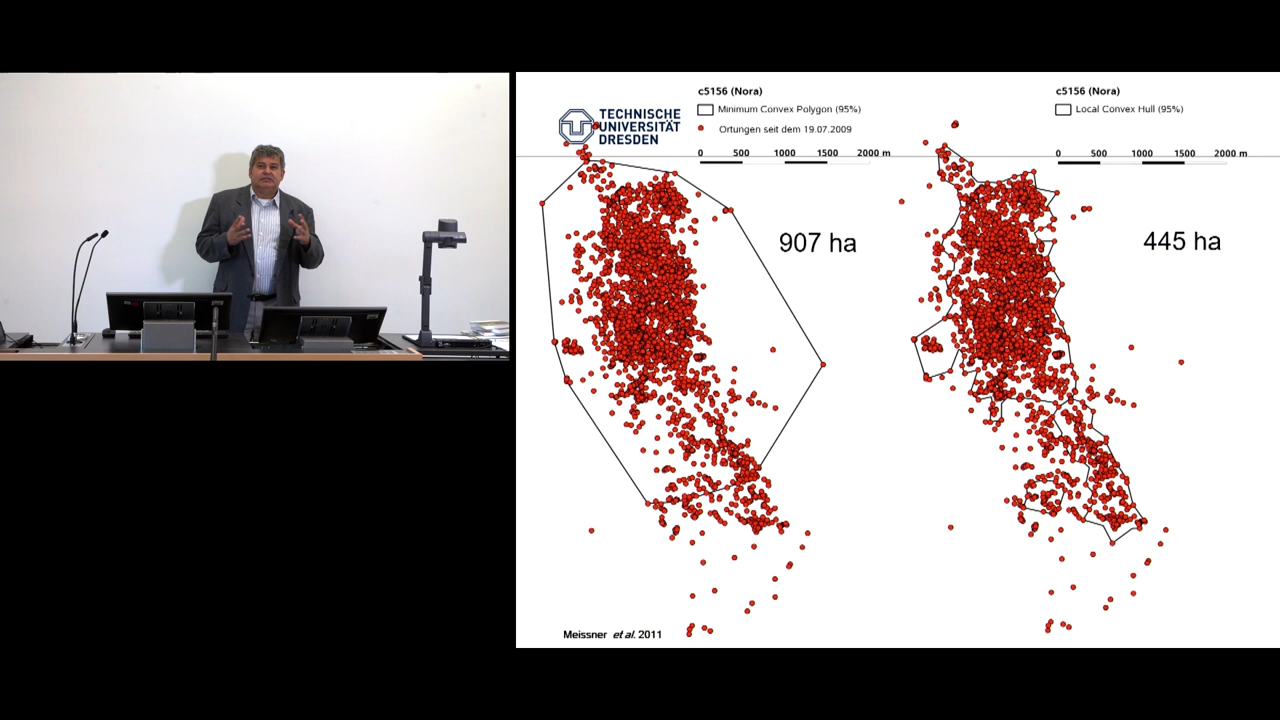 TECHNISCHE
UNIVERSITÄT
DRESDEN
c5156 (Nora)
Minimum Convex Polygon (95%)
Ortungen seit dem 19.07.2009
0 500 1000 1500 2000 m
907 ha
c5156 (Nora)
Local Convex Hull (95%)
0 500 1000 1500 2000 m
445 ha
Meissner et al. 2011